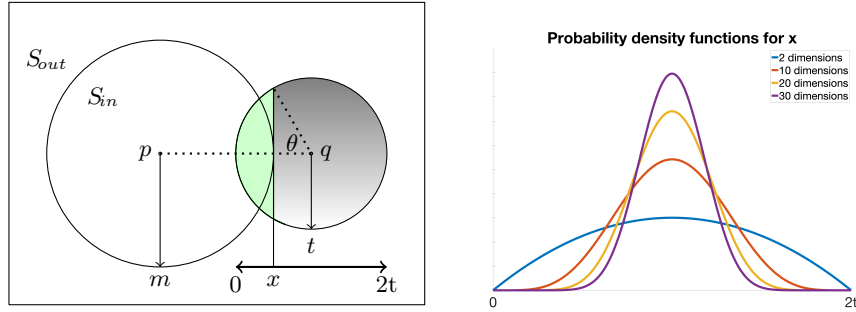 S_out
S_in
p
θ
q
t
m
0
x
2t
Probability density functions for x
2 dimensions
10 dimensions
20 dimensions
30 dimensions
0
2t